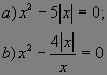 a) x² − 5|x| = 0;
b) x² − 4|x|/x = 0